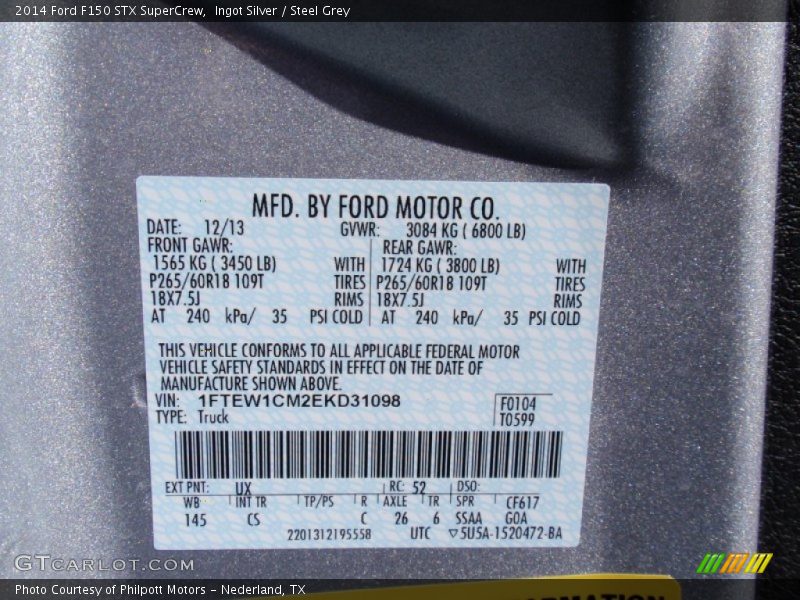 2014 Ford F150 STX SuperCrew,  Ingot Silver / Steel Grey
MFD. BY FORD MOTOR CO.
DATE: 12/13 GVWR: 3084 KG ( 6800 LB)
FRONT GAWR: REAR GAWR:
1565 KG ( 3450 LB) WITH 1724 KG ( 3800 LB) WITH
P265/60R18 109T TIRES P265/60R18 109T TIRES
18X7.5J RIMS 18X7.5J RIMS
AT 240 kPa/ 35 PSI COLD AT 240 kPa/ 35 PSI COLD
THIS VEHICLE CONFORMS TO ALL APPLICABLE FEDERAL MOTOR
VEHICLE SAFETY STANDARDS IN EFFECT ON THE DATE OF
MANUFACTURE SHOWN ABOVE.
VIN: 1FTEW1CM2EKD31098 F0104
TYPE: Truck T0599
EXT PNT: UX RC: 52 DSO:
WB INT TR TP/PS R AXLE TR SPR CF617
145 CS C 26 6 SSAA GOA
2201312195558 UTC ▽5U5A-1520472-BA
GTCARLOT.COM
Photo Courtesy of Philpott Motors - Nederland, TX